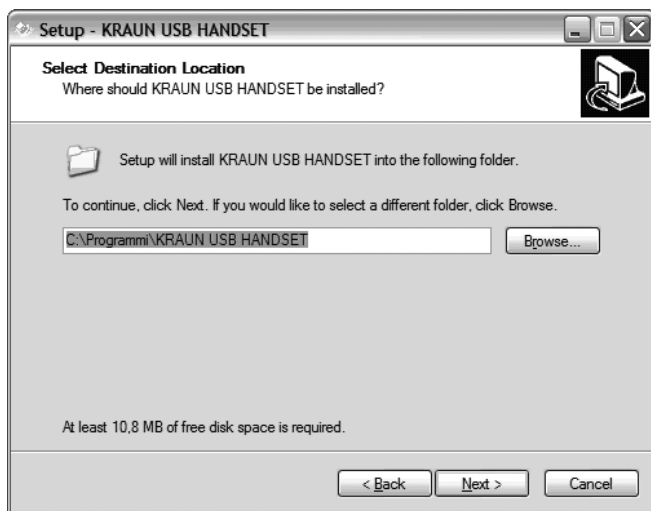 Setup - KRAUN USB HANDSET
Select Destination Location
Where should KRAUN USB HANDSET be installed?
Setup will install KRAUN USB HANDSET into the following folder.
To continue, click Next. If you would like to select a different folder, click Browse.
C:\Programmi\KRAUN USB HANDSET
Browse...
At least 10,8 MB of free disk space is required.
< Back
Next >
Cancel